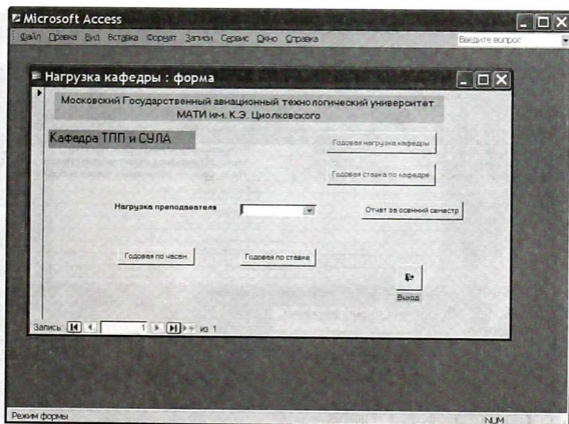 Microsoft Access
Файл Правка Вид Вставка Формат Записи Сервис Окно Справка
Введите вопрос
Нагрузка кафедры : форма
Московский Государственный авиационный технологический университет
МАТИ им. К.Э. Циолковского
Кафедра ТПП и СУЛА
Годовая нагрузка кафедры
Годовая ставка по кафедре
Нагрузка преподавателя
Отчет за осенний семестр
Годовая по часам
Годовая по ставке
Выход
Запись: 1 из 1
Режим формы
NUM